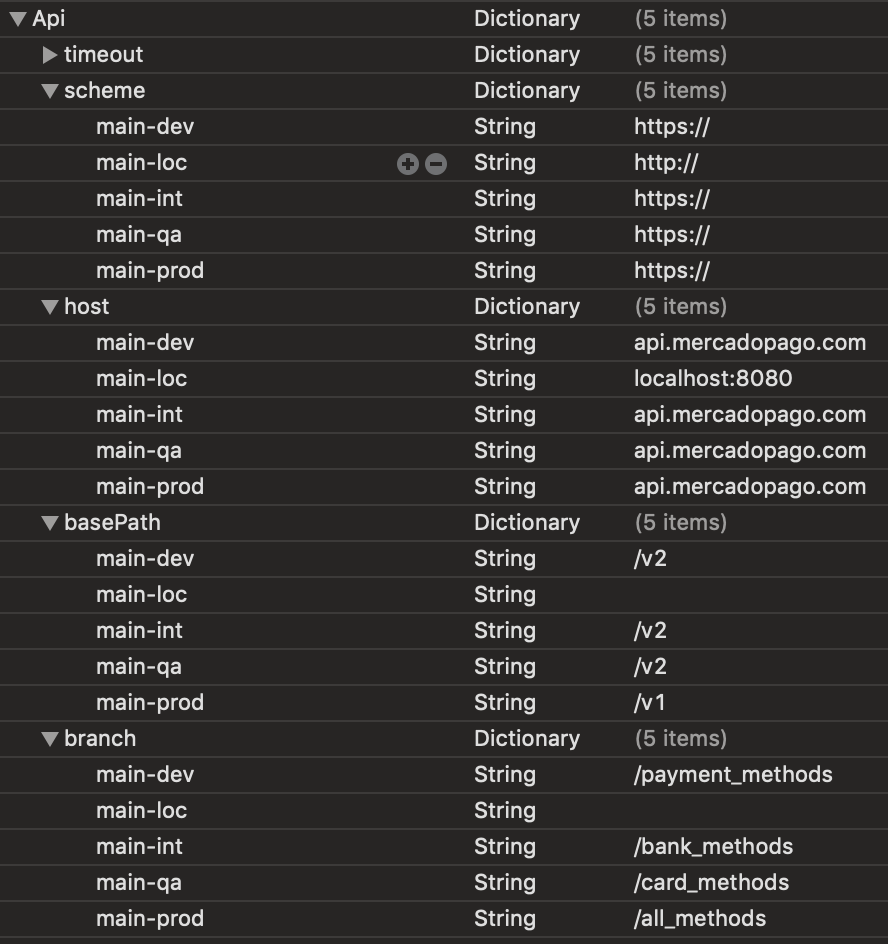 Api Dictionary (5 items)
timeout Dictionary (5 items)
scheme Dictionary (5 items)
main-dev String https://
main-loc String http://
main-int String https://
main-qa String https://
main-prod String https://
host Dictionary (5 items)
main-dev String api.mercadopago.com
main-loc String localhost:8080
main-int String api.mercadopago.com
main-qa String api.mercadopago.com
main-prod String api.mercadopago.com
basePath Dictionary (5 items)
main-dev String /v2
main-loc String
main-int String /v2
main-qa String /v2
main-prod String /v1
branch Dictionary (5 items)
main-dev String /payment_methods
main-loc String
main-int String /bank_methods
main-qa String /card_methods
main-prod String /all_methods